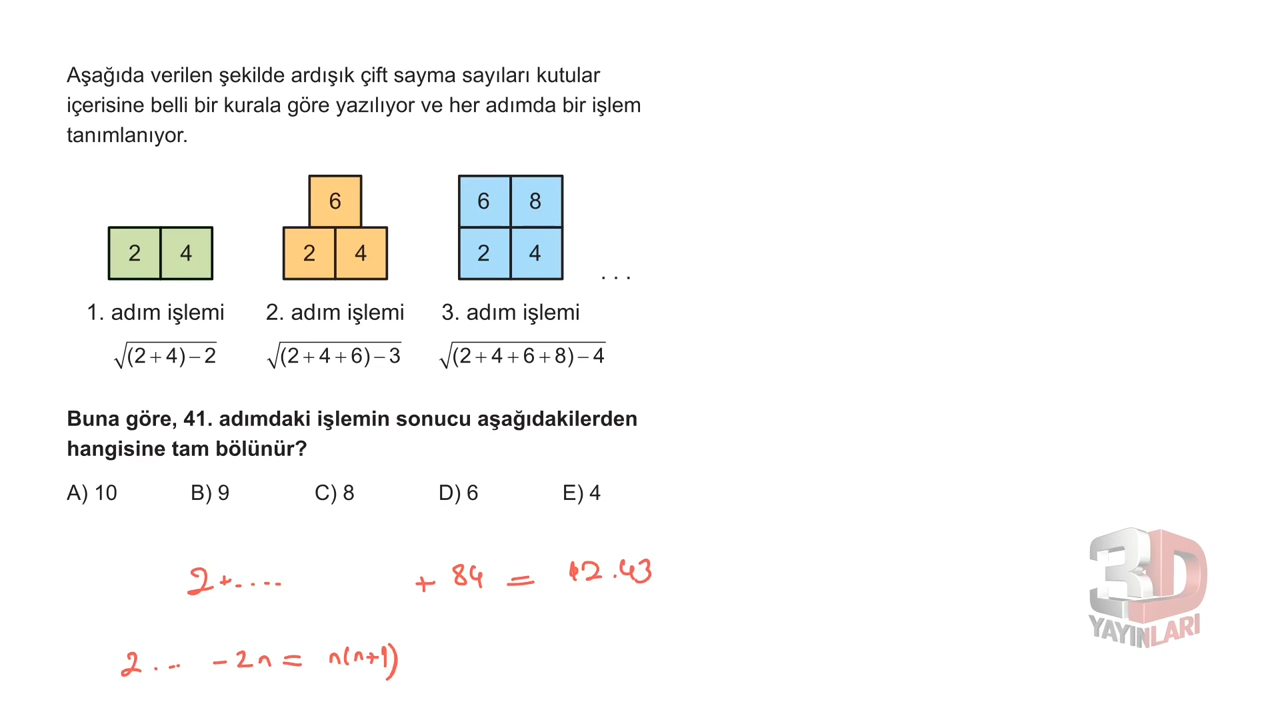 Aşağıda verilen şekilde ardışık çift sayma sayıları kutular
içerisine belli bir kurala göre yazılıyor ve her adımda bir işlem
tanımlanıyor.
6
6 8
2 4
2 4
2 4
. . .
1. adım işlemi
2. adım işlemi
3. adım işlemi
√(2+4)−2
√(2+4+6)−3
√(2+4+6+8)−4
Buna göre, 41. adımdaki işlemin sonucu aşağıdakilerden
hangisine tam bölünür?
A) 10 B) 9 C) 8 D) 6 E) 4
2+.... + 84 = 42.43
2... - 2n = n(n+1)
3D
YAYINLARI